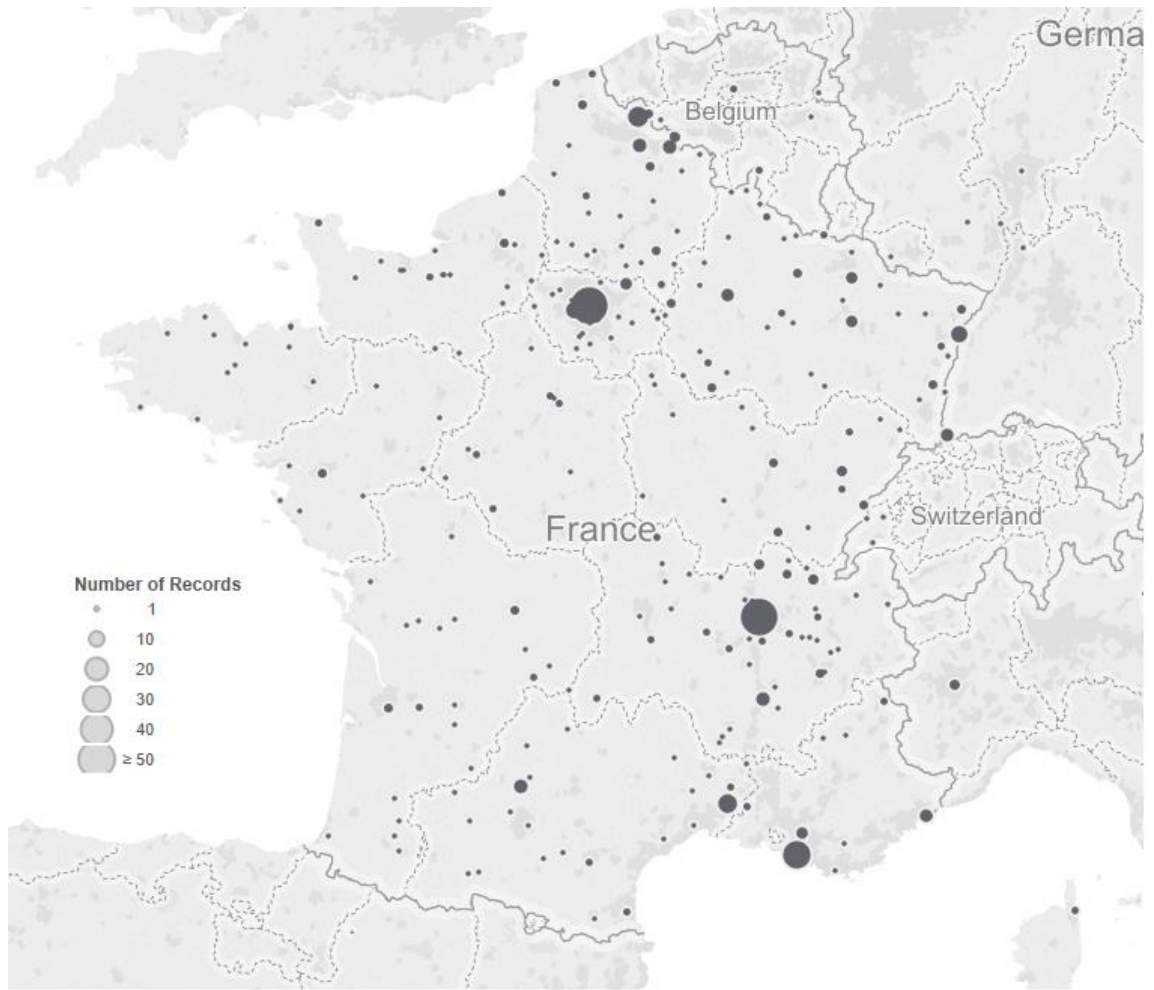 Germa
Belgium
Switzerland
France
Number of Records
1
10
20
30
40
≥ 50